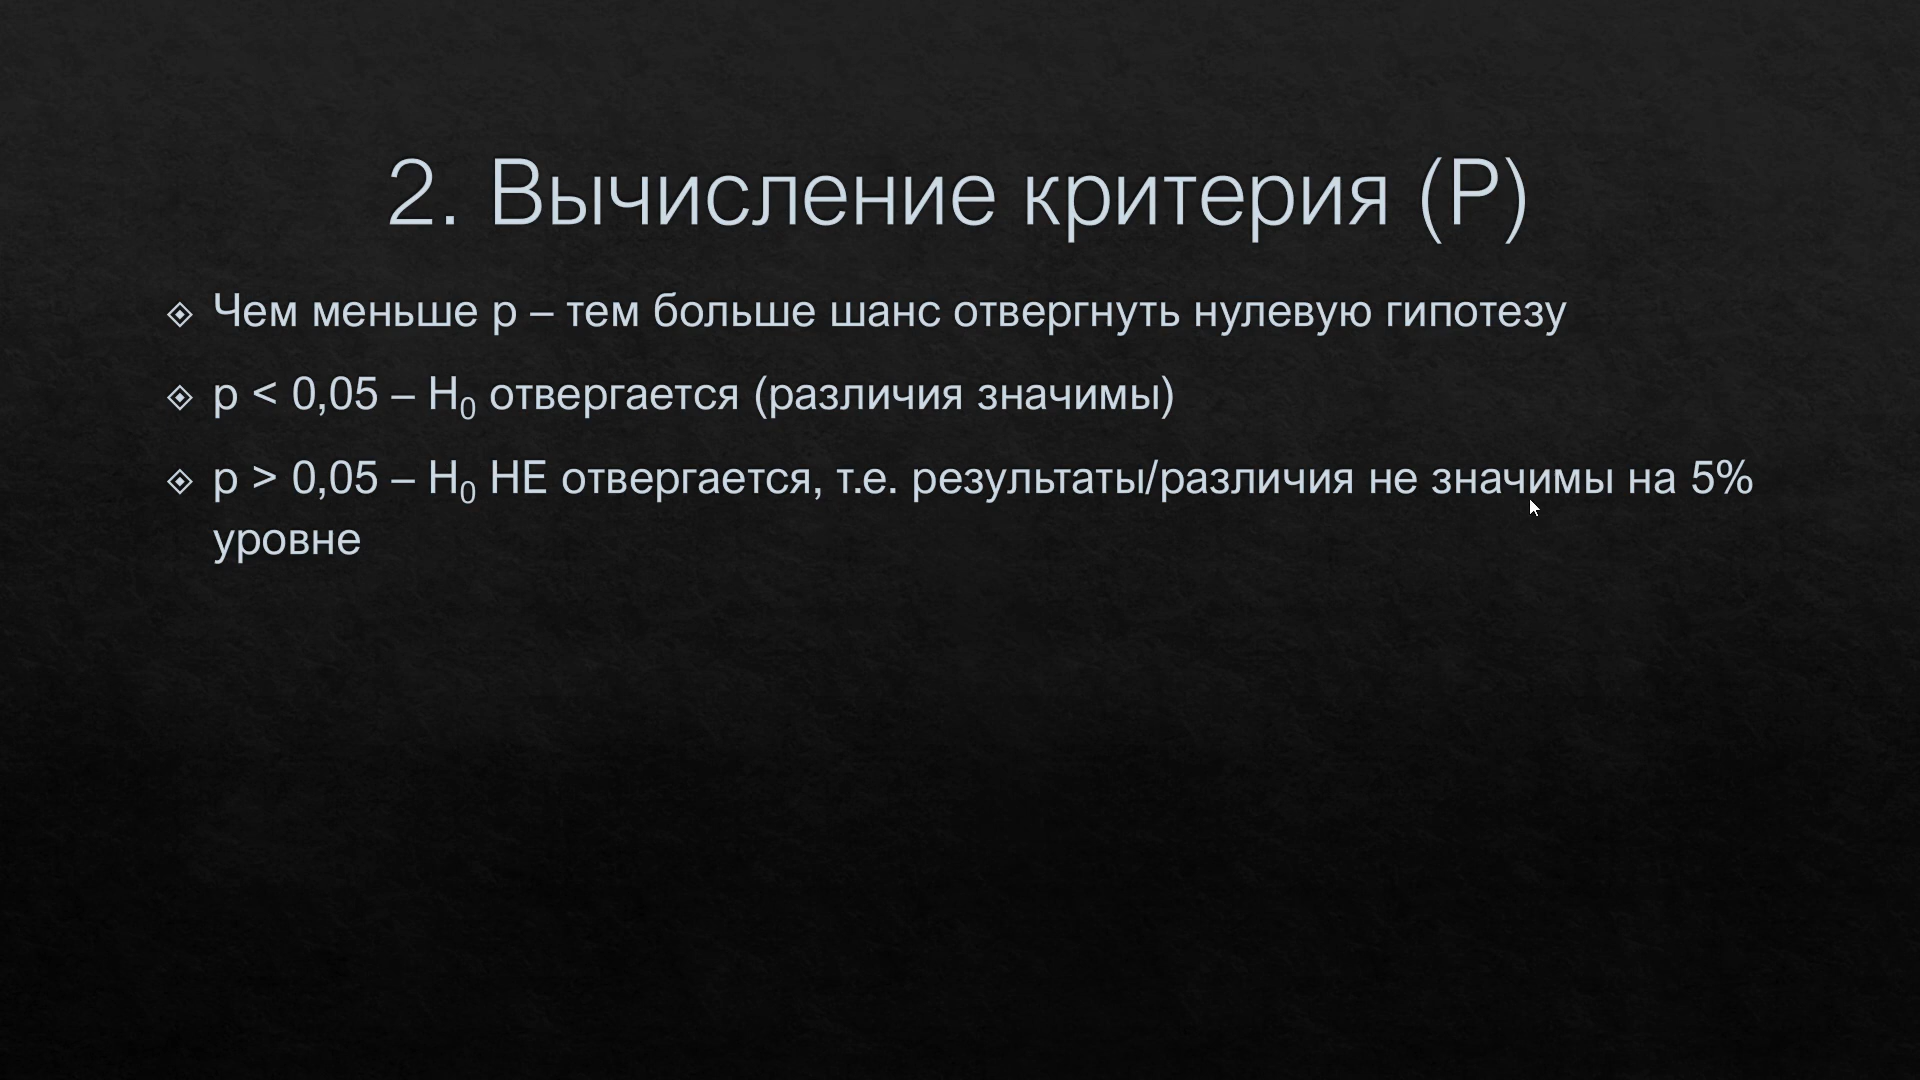 2. Вычисление критерия (P)
Чем меньше p – тем больше шанс отвергнуть нулевую гипотезу
p < 0,05 – H₀ отвергается (различия значимы)
p > 0,05 – H₀ НЕ отвергается, т.е. результаты/различия не значимы на 5%
уровне